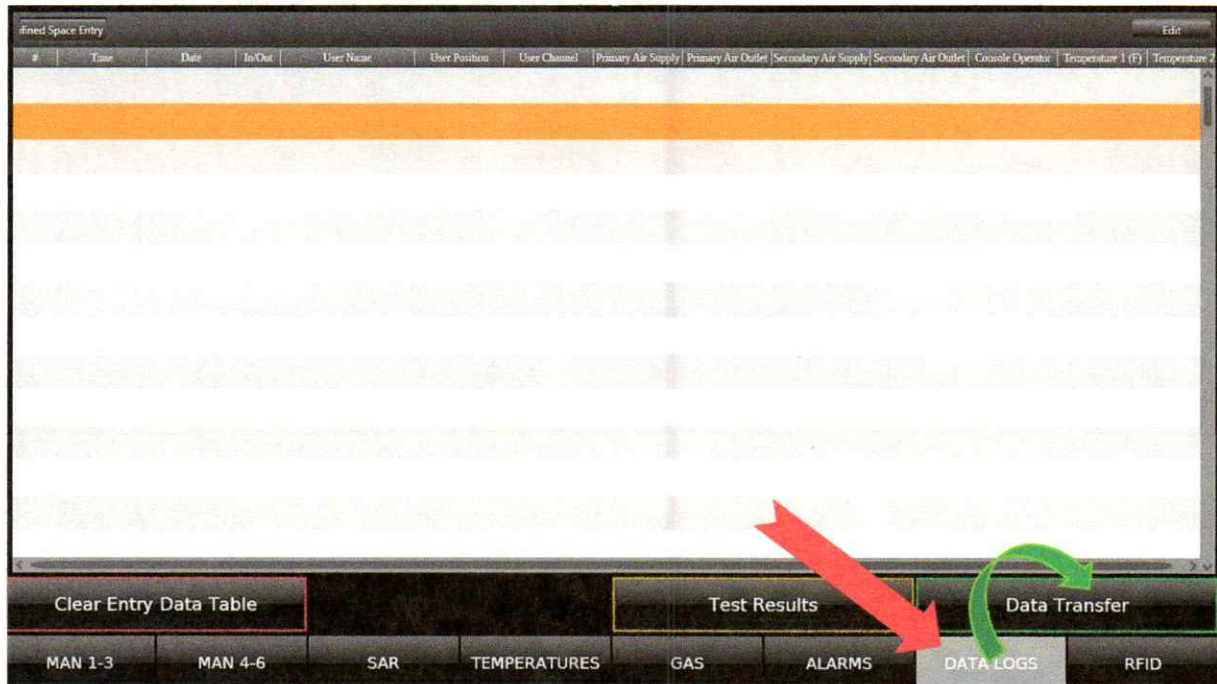 ifined Space Entry
Edit
# Time Date In/Out User Name User Position User Channel Primary Air Supply Primary Air Outlet Secondary Air Supply Secondary Air Outlet Console Operator Temperature 1 (F) Temperature 2
Clear Entry Data Table Test Results Data Transfer
MAN 1-3 MAN 4-6 SAR TEMPERATURES GAS ALARMS DATA LOGS RFID